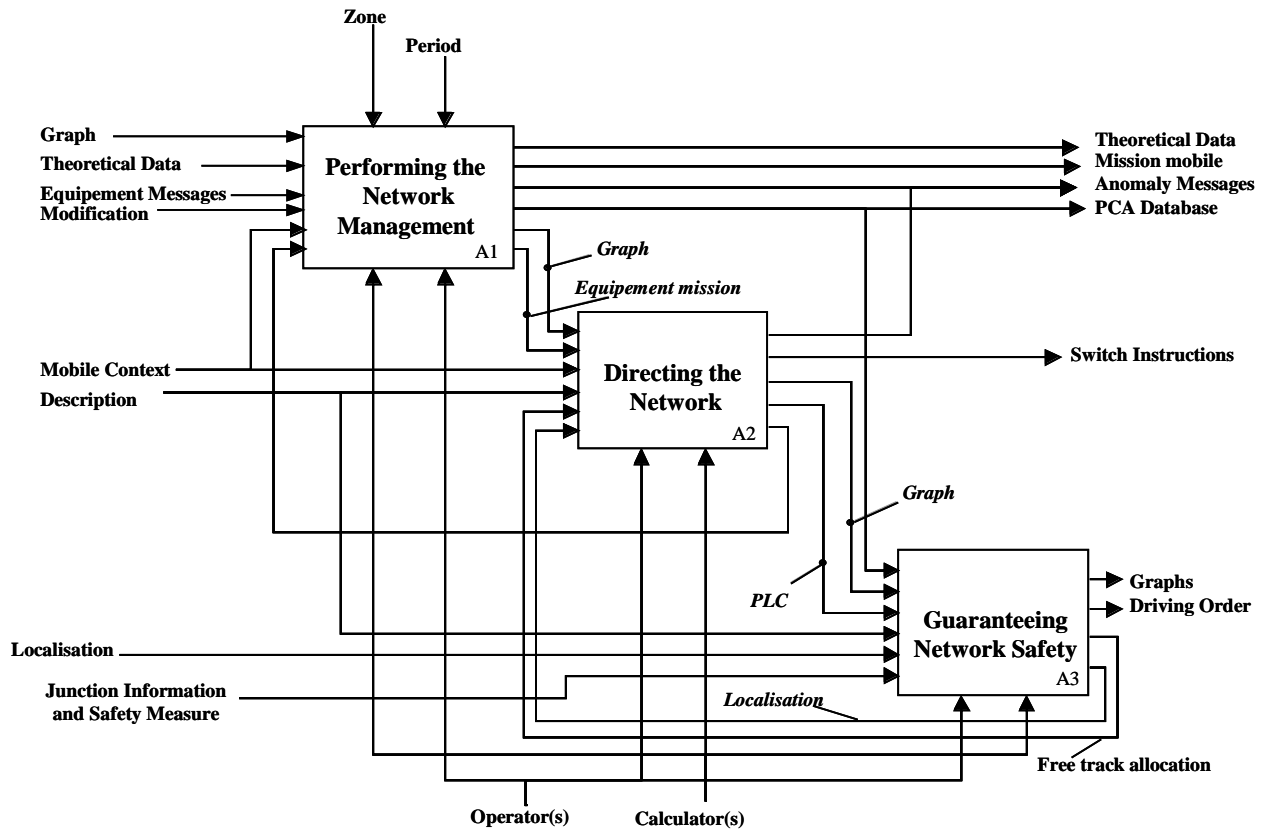 Zone
Period
Graph
Theoretical Data
Equipement Messages
Modification
Performing the
Network
Management
A1
Theoretical Data
Mission mobile
Anomaly Messages
PCA Database
Graph
Equipement mission
Mobile Context
Description
Directing the
Network
A2
Switch Instructions
Graph
PLC
Guaranteeing
Network Safety
A3
Graphs
Driving Order
Localisation
Junction Information
and Safety Measure
Localisation
Free track allocation
Operator(s)
Calculator(s)